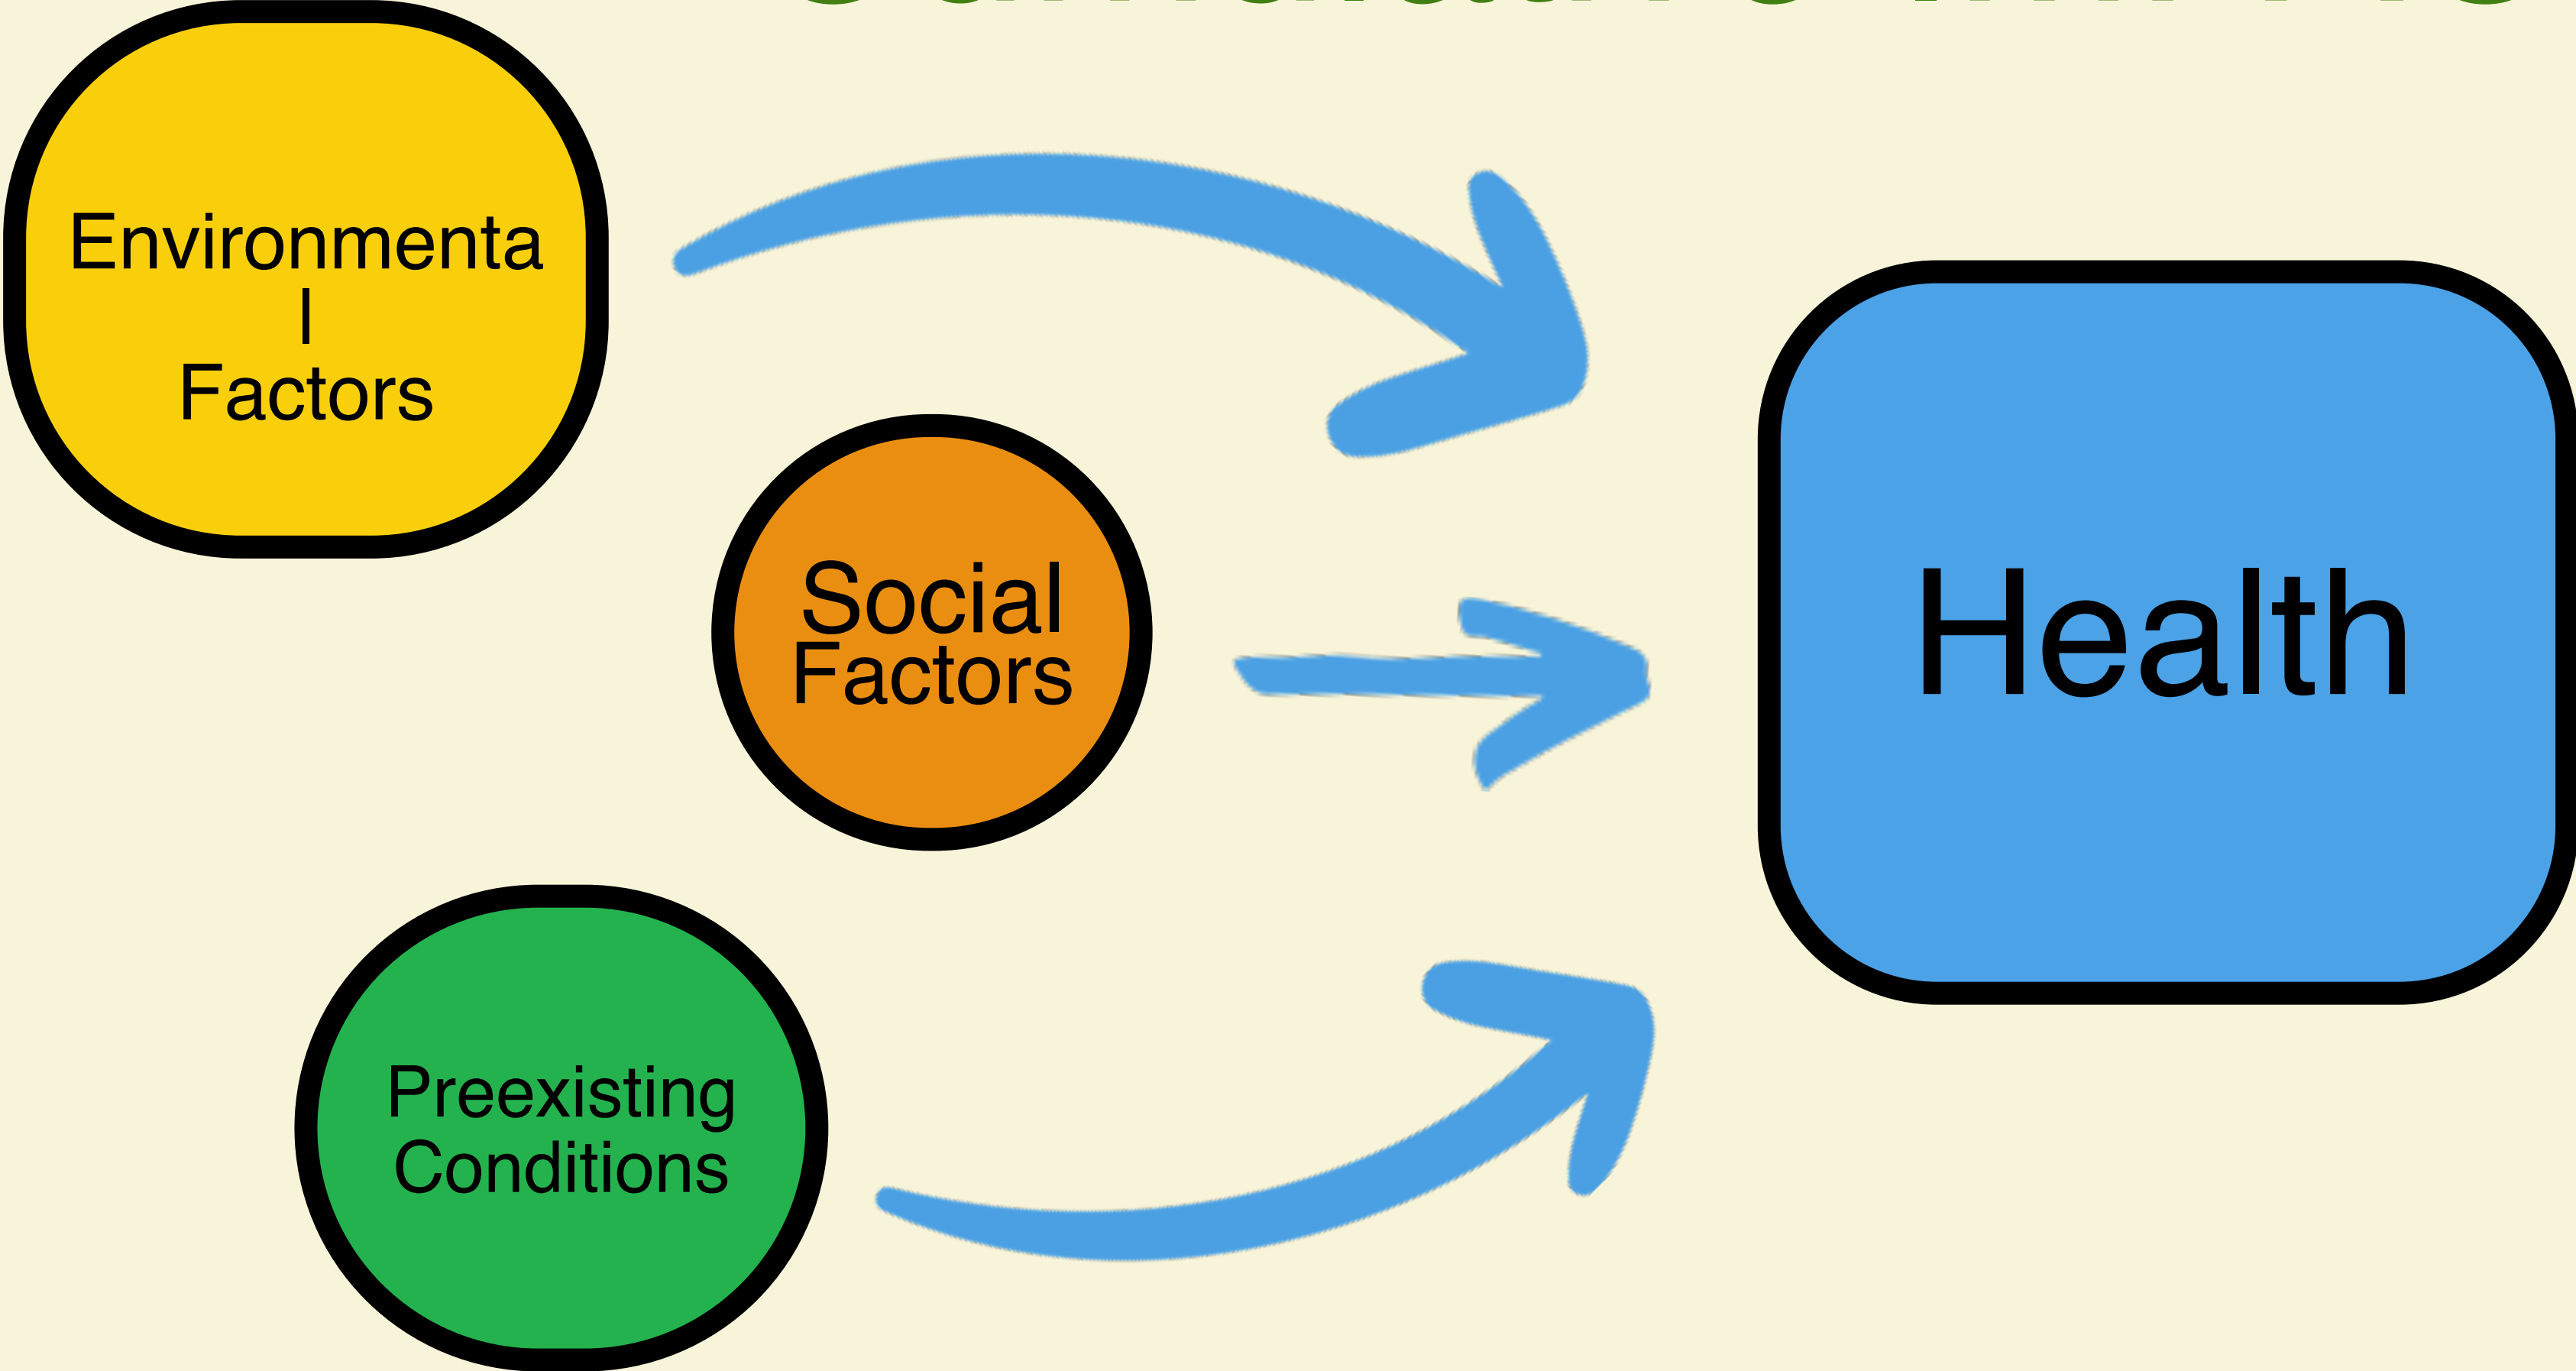 Environmenta
l
Factors
Social
Factors
Health
Preexisting
Conditions